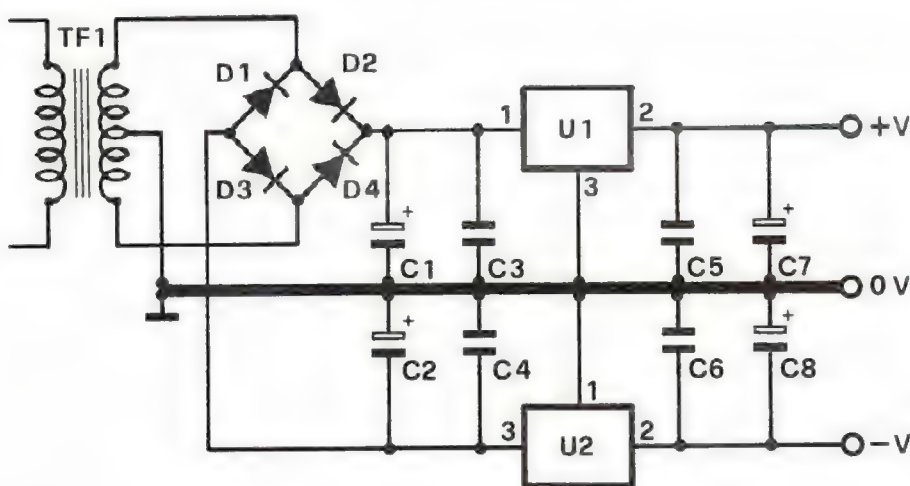 TF1
D1
D2
D3
D4
1
U1
2
3
+V
+
C1
C3
C5
+
C7
0 V
+
C2
C4
C6
+
C8
1
3
U2
2
−V